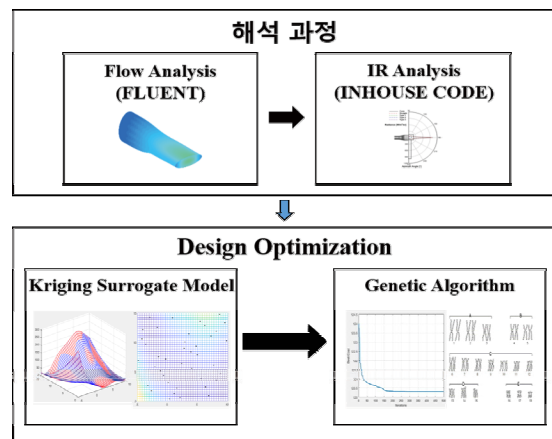 해석 과정
Flow Analysis
(FLUENT)
IR Analysis
(INHOUSE CODE)
Design Optimization
Kriging Surrogate Model
Genetic Algorithm